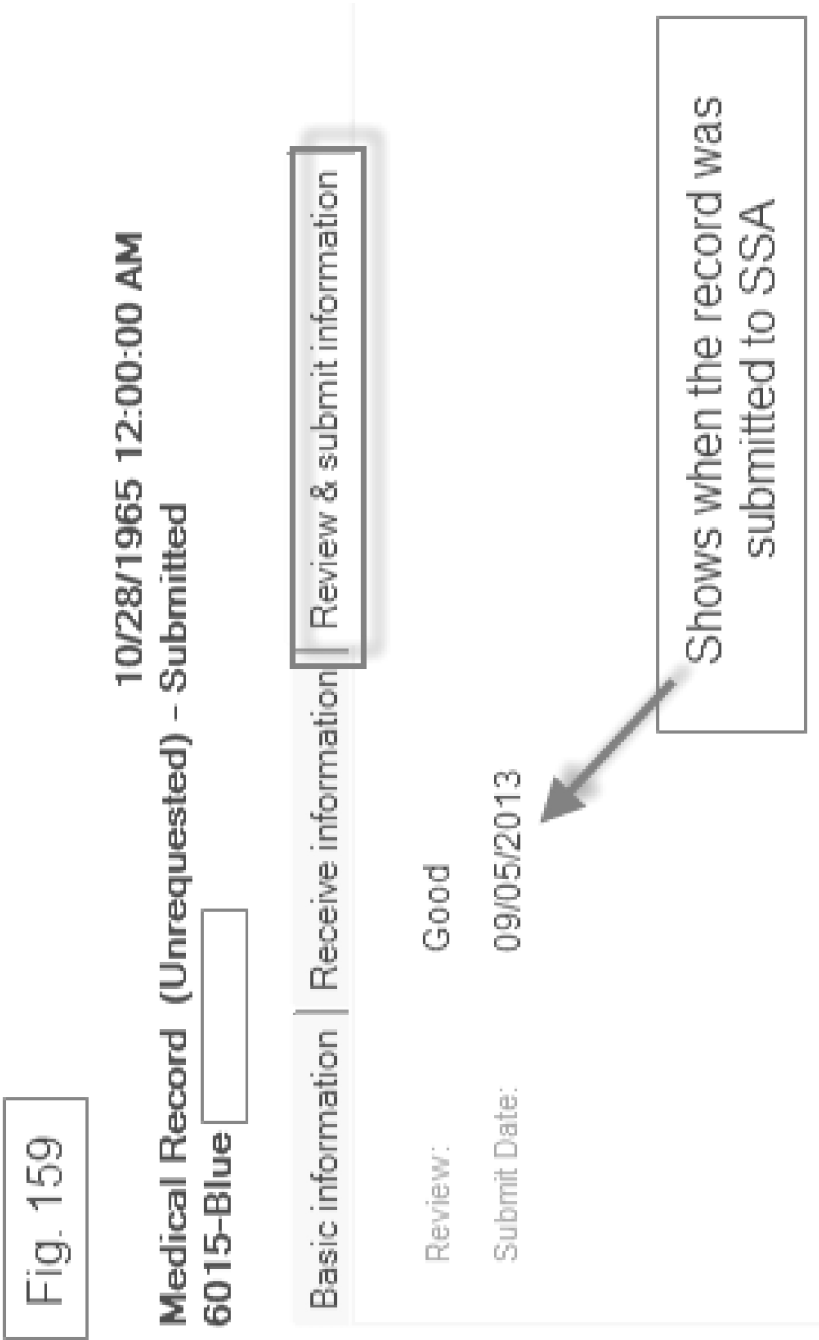 Fig. 159
10/28/1965 12:00:00 AM
Medical Record (Unrequested) – Submitted
6015-Blue
Basic information
Receive information
Review & submit information
Review: Good
Submit Date: 09/05/2013
Shows when the record was
submitted to SSA